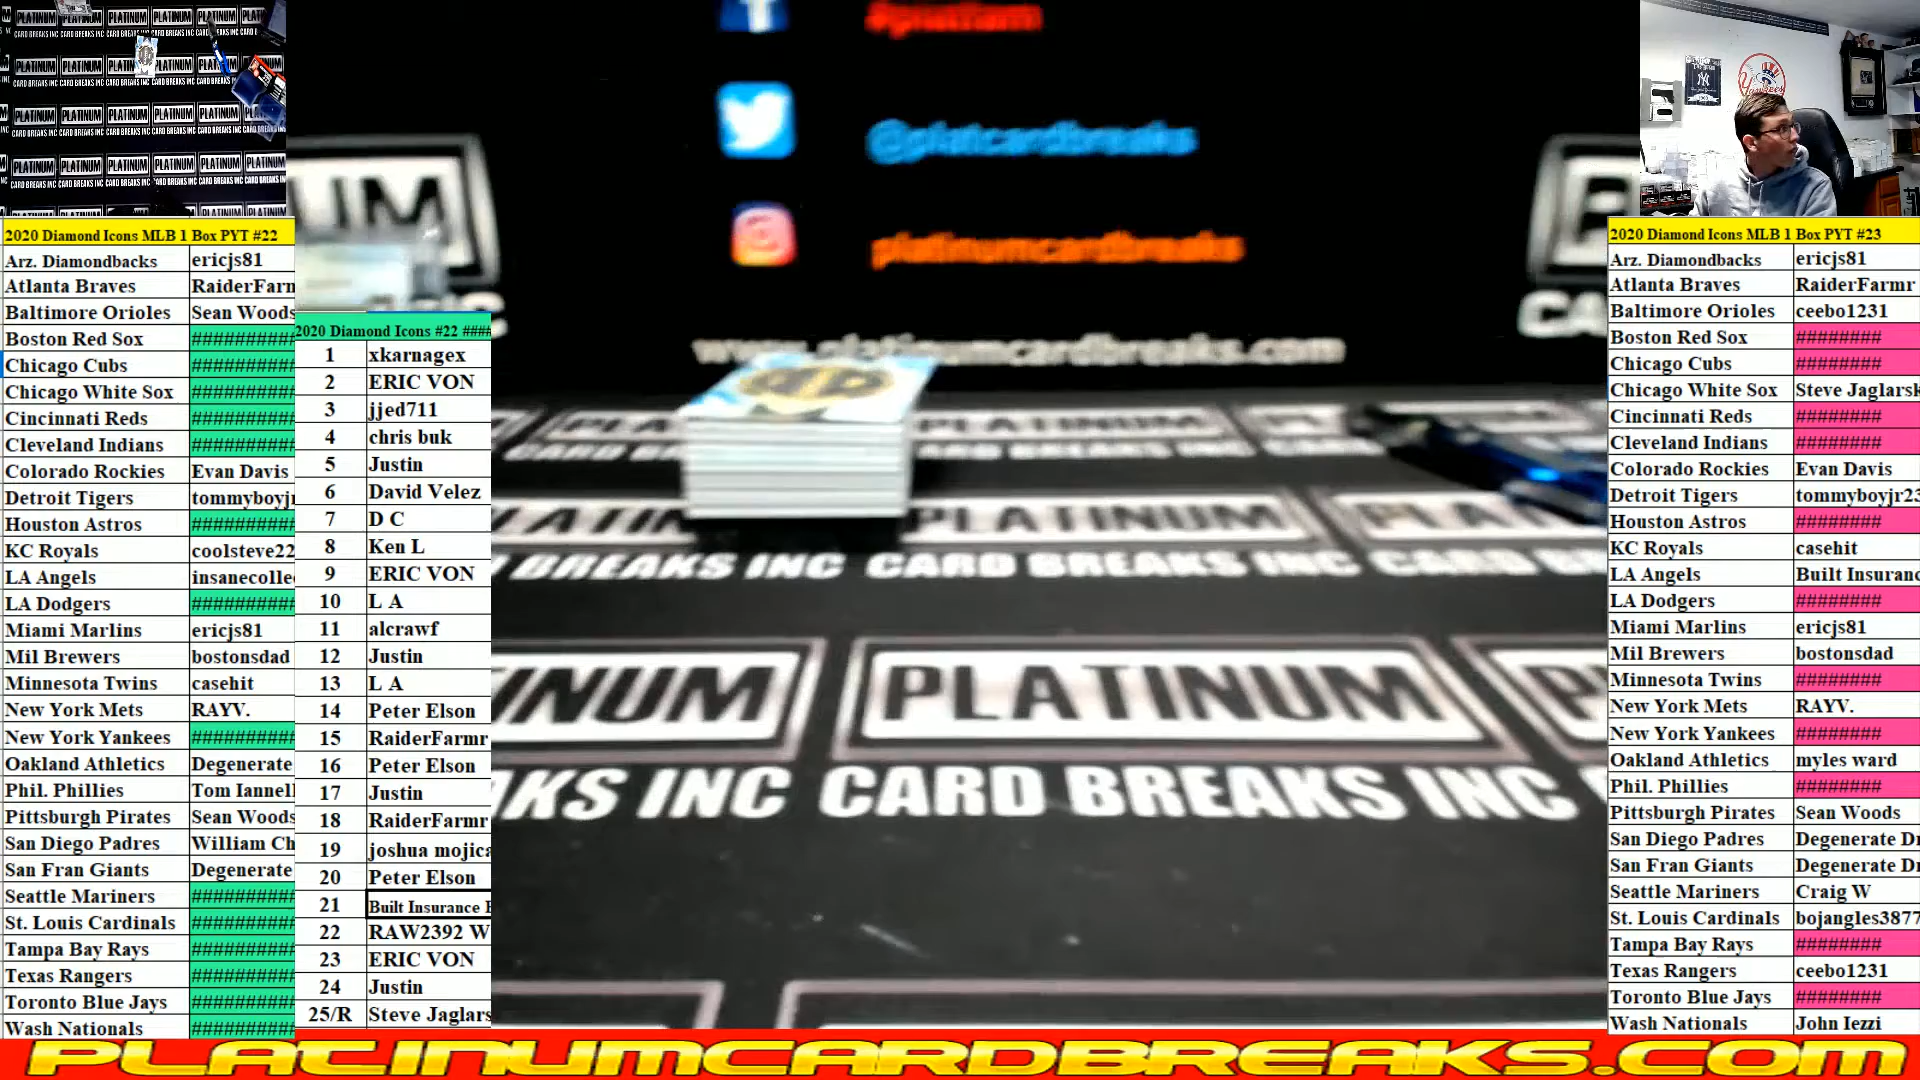 #platium
@platcardbreaks
platinumcardbreaks
www.platinumcardbreaks.com
PLATINUM
CARD BREAKS INC
2020 Diamond Icons MLB 1 Box PYT #22
Arz. Diamondbacks ericjs81
Atlanta Braves RaiderFarm
Baltimore Orioles Sean Woods
Boston Red Sox ##########
Chicago Cubs ##########
Chicago White Sox ##########
Cincinnati Reds ##########
Cleveland Indians ##########
Colorado Rockies Evan Davis
Detroit Tigers tommyboyjr
Houston Astros ##########
KC Royals coolsteve22
LA Angels insanecolle
LA Dodgers ##########
Miami Marlins ericjs81
Mil Brewers bostonsdad
Minnesota Twins casehit
New York Mets RAYV.
New York Yankees ##########
Oakland Athletics Degenerate
Phil. Phillies Tom Iannell
Pittsburgh Pirates Sean Woods
San Diego Padres William Ch
San Fran Giants Degenerate
Seattle Mariners ##########
St. Louis Cardinals ##########
Tampa Bay Rays ##########
Texas Rangers ##########
Toronto Blue Jays ##########
Wash Nationals ##########
2020 Diamond Icons #22 ####
1 xkarnagex
2 ERIC VON
3 jjed711
4 chris buk
5 Justin
6 David Velez
7 D C
8 Ken L
9 ERIC VON
10 L A
11 alcrawf
12 Justin
13 L A
14 Peter Elson
15 RaiderFarmr
16 Peter Elson
17 Justin
18 RaiderFarmr
19 joshua mojica
20 Peter Elson
21 Built Insurance
22 RAW2392 W
23 ERIC VON
24 Justin
25/R Steve Jaglars
2020 Diamond Icons MLB 1 Box PYT #23
Arz. Diamondbacks ericjs81
Atlanta Braves RaiderFarmr
Baltimore Orioles ceebo1231
Boston Red Sox ########
Chicago Cubs ########
Chicago White Sox Steve Jaglarsk
Cincinnati Reds ########
Cleveland Indians ########
Colorado Rockies Evan Davis
Detroit Tigers tommyboyjr23
Houston Astros ########
KC Royals casehit
LA Angels Built Insuranc
LA Dodgers ########
Miami Marlins ericjs81
Mil Brewers bostonsdad
Minnesota Twins ########
New York Mets RAYV.
New York Yankees ########
Oakland Athletics myles ward
Phil. Phillies ########
Pittsburgh Pirates Sean Woods
San Diego Padres Degenerate Dr
San Fran Giants Degenerate Dr
Seattle Mariners Craig W
St. Louis Cardinals bojangles3877
Tampa Bay Rays ########
Texas Rangers ceebo1231
Toronto Blue Jays ########
Wash Nationals John Iezzi
PLATINUMCARDBREAKS.COM